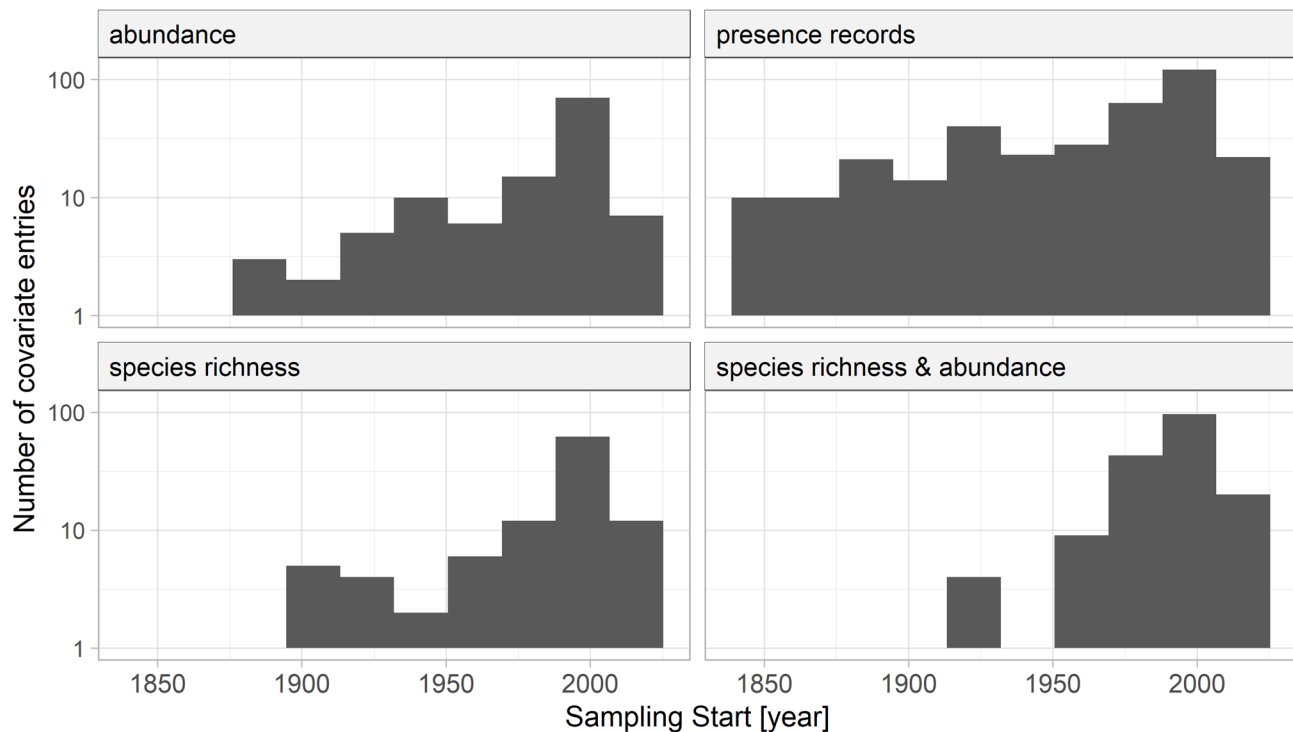 abundance
presence records
100
10
1
species richness
species richness & abundance
100
10
1
Number of covariate entries
1850 1900 1950 2000
1850 1900 1950 2000
Sampling Start [year]